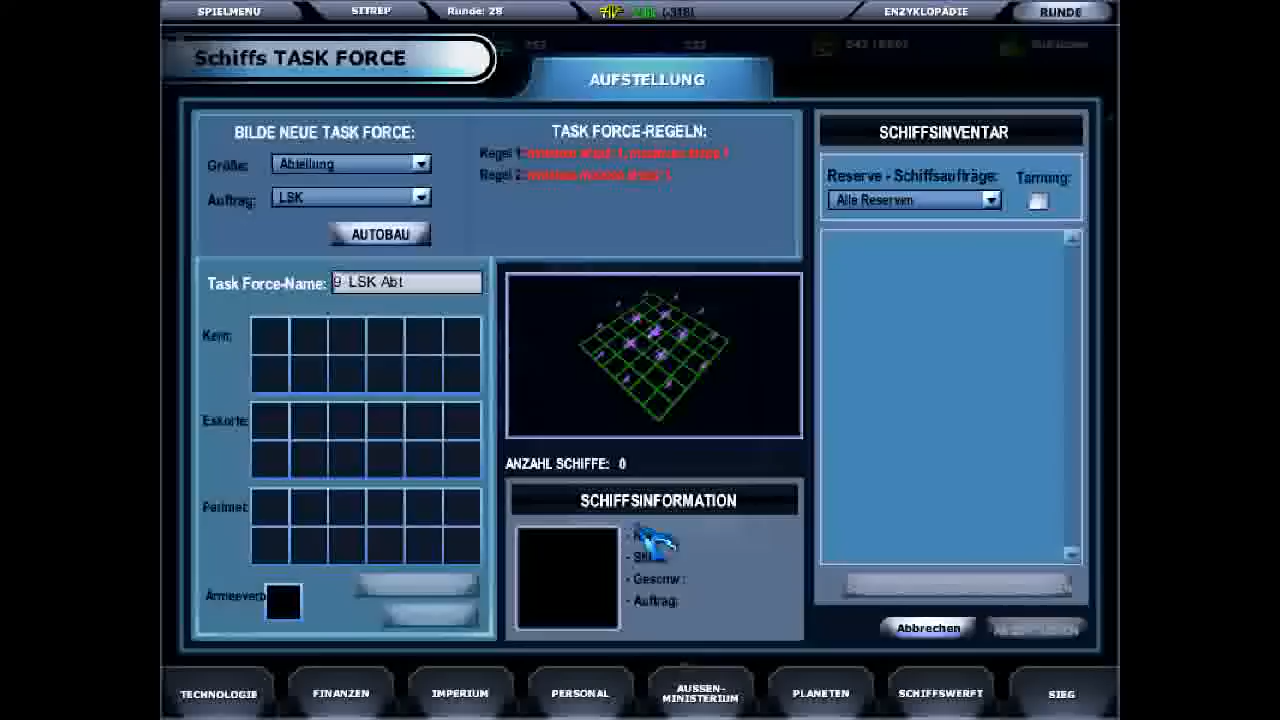 SPIELMENU
SITREP
Runde: 28
ENZYKLOPÄDIE
RUNDE
Schiffs TASK FORCE
AUFSTELLUNG
BILDE NEUE TASK FORCE:
Größe: Abteilung
Auftrag: LSK
AUTOBAU
TASK FORCE-REGELN:
Regel 1:
Regel 2:
SCHIFFSINVENTAR
Reserve - Schiffsaufträge:
Tarnung:
Alle Reserven
Task Force-Name: 9 LSK Abt
Kern:
Eskorte:
Perimet:
Armeeverb
ANZAHL SCHIFFE: 0
SCHIFFSINFORMATION
- Geschw.:
- Auftrag:
Abbrechen
TECHNOLOGIE
FINANZEN
IMPERIUM
PERSONAL
AUSSEN-
MINISTERIUM
PLANETEN
SCHIFFSWERFT
SIEG